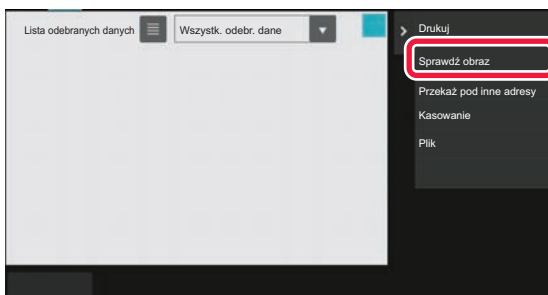 Lista odebranych danych
Wszystk. odebr. dane
Drukuj
Sprawdź obraz
Przekaż pod inne adresy
Kasowanie
Plik